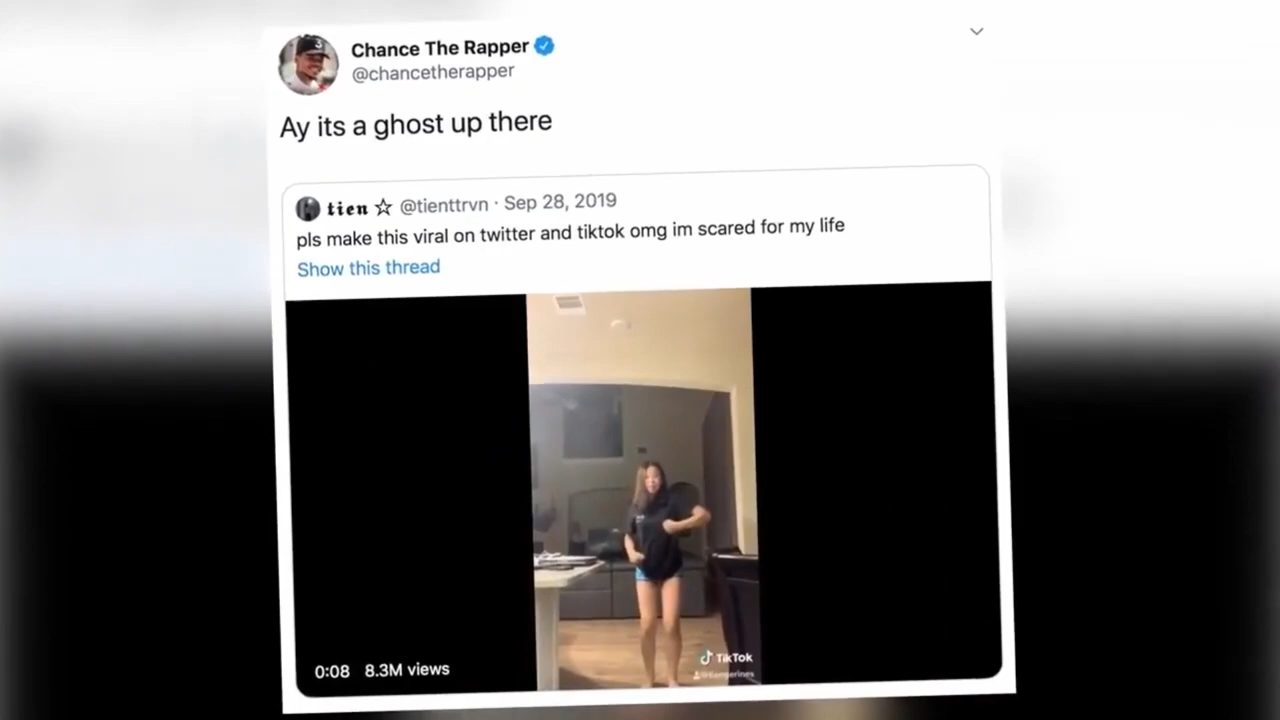 Chance The Rapper
@chancetherapper
Ay its a ghost up there
tien ☆ @tienttrvn · Sep 28, 2019
pls make this viral on twitter and tiktok omg im scared for my life
Show this thread
0:08 8.3M views
TikTok